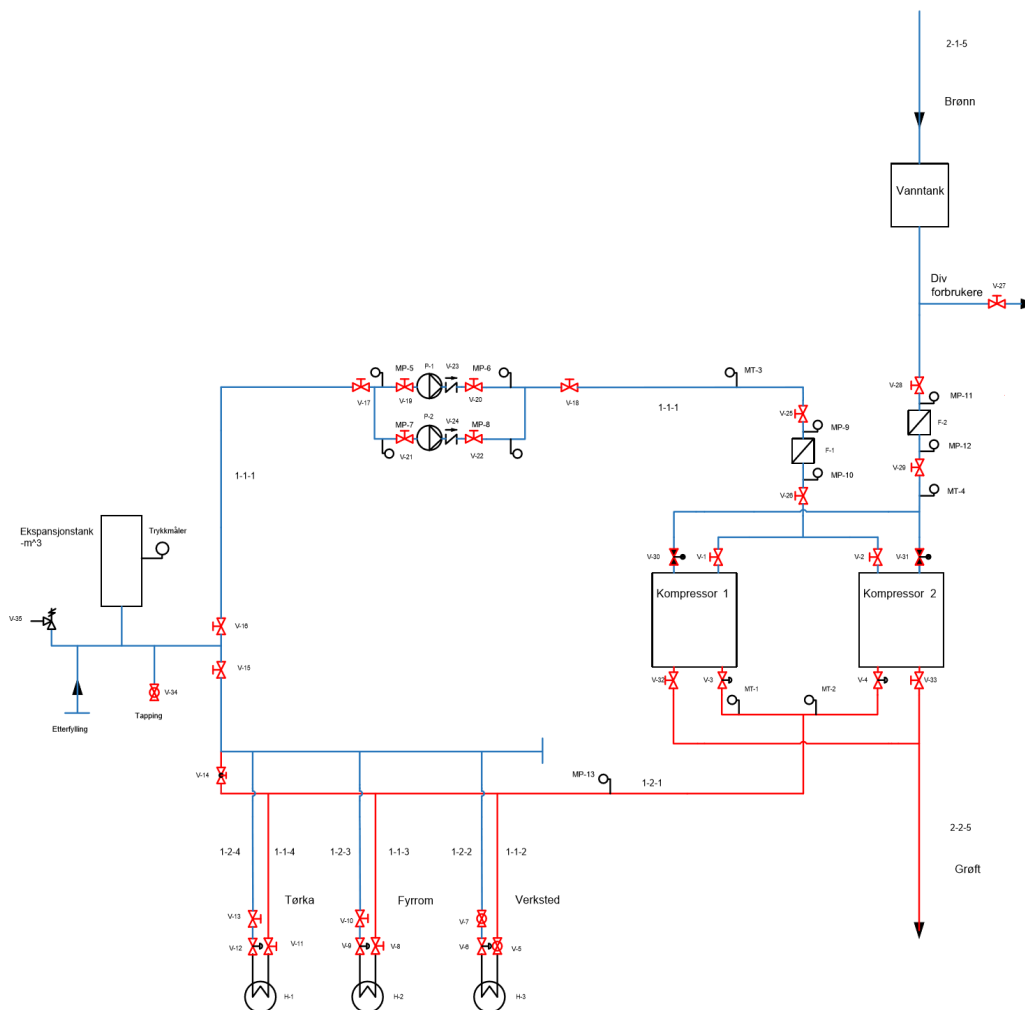 2-1-5
Brønn
Vanntank
Div
forbrukere
V-27
MP-5
P-1
V-23
MP-6
V-17
V-19
V-20
V-18
MT-3
V-28
MP-11
F-2
1-1-1
MP-7
P-2
V-24
MP-8
V-21
V-22
V-25
MP-9
F-1
MP-10
MP-12
V-29
V-26
MT-4
1-1-1
Ekspansjonstank
-m^3
Trykkmåler
V-30
V-1
V-2
V-31
Kompressor 1
Kompressor 2
V-35
V-16
V-15
V-34
Etterfylling
Tapping
V-32
V-3
MT-1
MT-2
V-4
V-33
V-14
MP-13
1-2-1
2-2-5
Grøft
1-2-4
1-1-4
1-2-3
1-1-3
1-2-2
1-1-2
Tørka
Fyrrom
Verksted
V-13
V-10
V-7
V-12
V-11
V-9
V-8
V-6
V-5
H-1
H-2
H-3